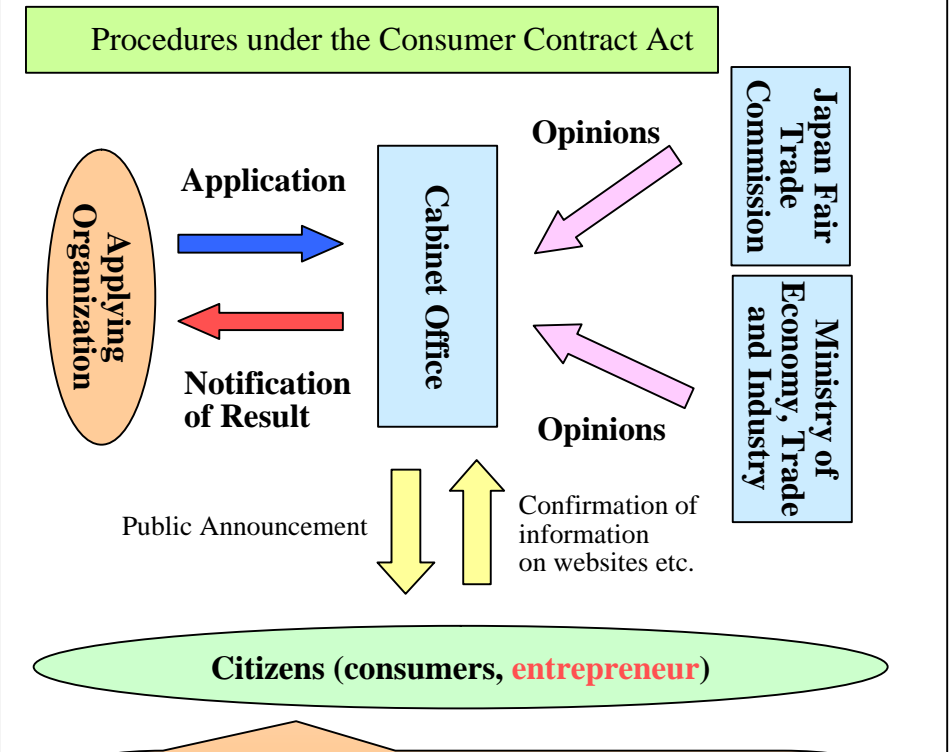 Procedures under the Consumer Contract Act
Japan Fair
Trade
Commission
Opinions
Application
Applying
Organization
Cabinet Office
Notification
of Result
Opinions
Ministry of
Economy, Trade
and Industry
Public Announcement
Confirmation of
information
on websites etc.
Citizens (consumers, entrepreneur)